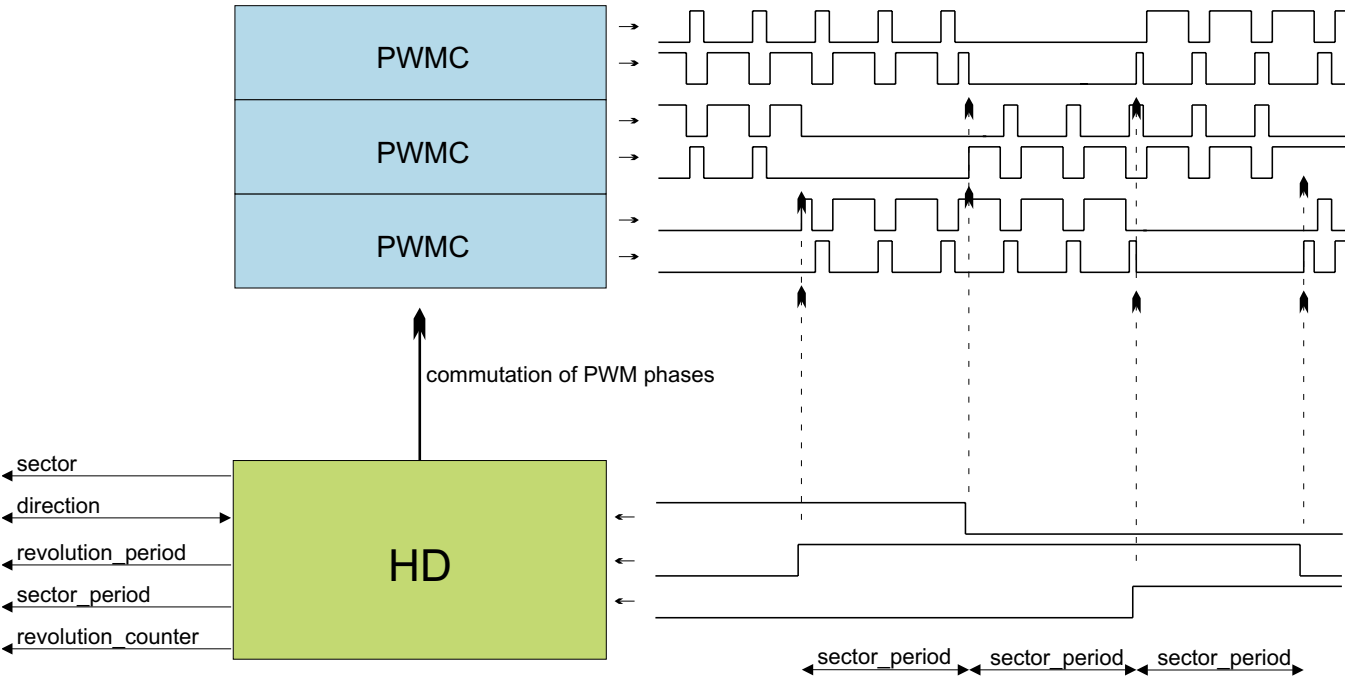 PWMC
PWMC
PWMC
commutation of PWM phases
sector
direction
revolution_period
sector_period
revolution_counter
HD
sector_period sector_period sector_period